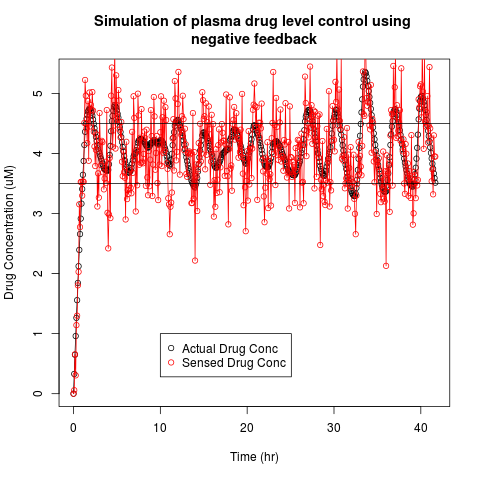 Simulation of plasma drug level control using
negative feedback
Drug Concentration (uM)
5
4
3
2
1
0
Actual Drug Conc
Sensed Drug Conc
0 10 20 30 40
Time (hr)